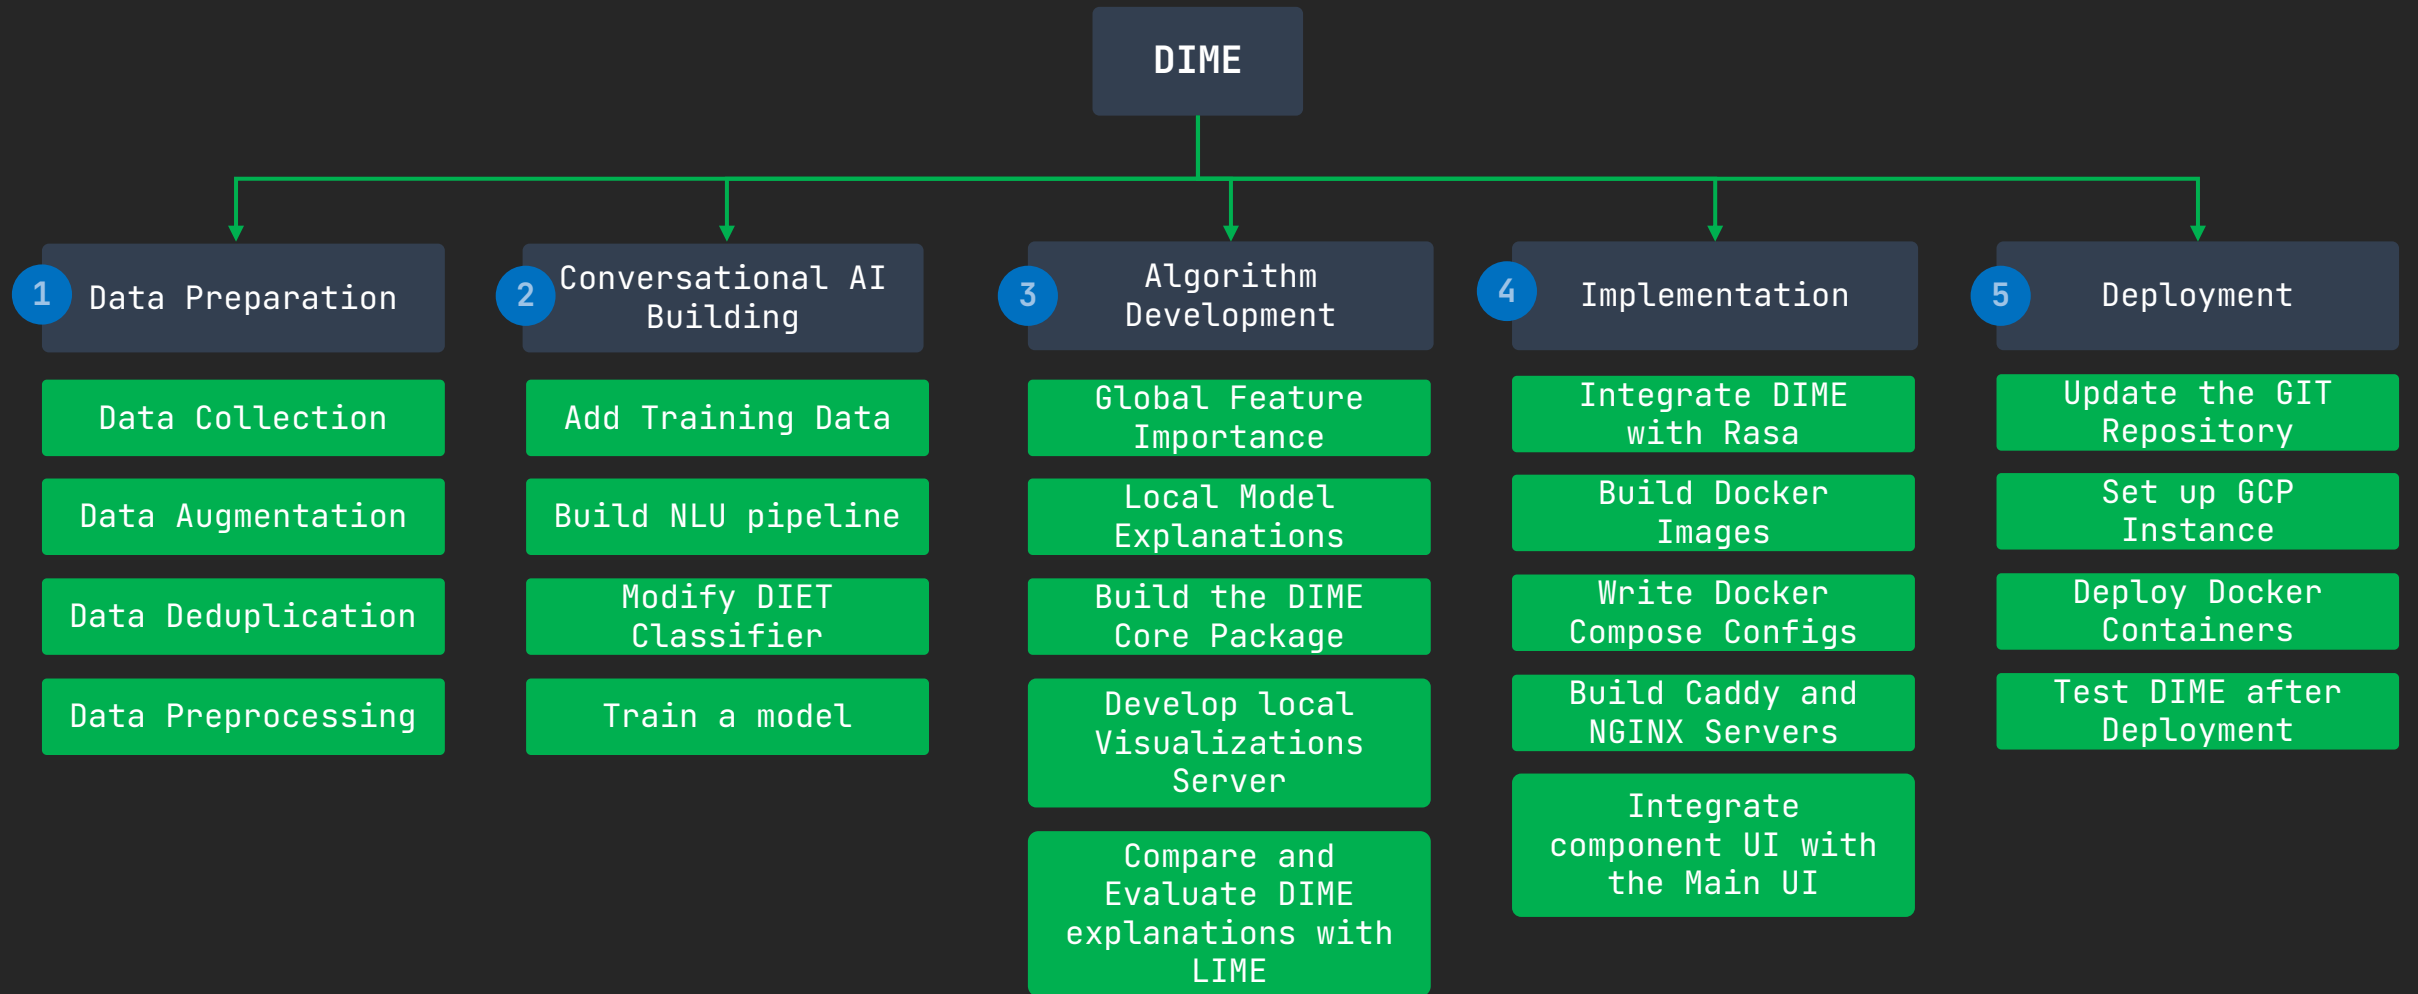 DIME
1
Data Preparation
Data Collection
Data Augmentation
Data Deduplication
Data Preprocessing
2
Conversational AI
Building
Add Training Data
Build NLU pipeline
Modify DIET
Classifier
Train a model
3
Algorithm
Development
Global Feature
Importance
Local Model
Explanations
Build the DIME
Core Package
Develop local
Visualizations
Server
Compare and
Evaluate DIME
explanations with
LIME
4
Implementation
Integrate DIME
with Rasa
Build Docker
Images
Write Docker
Compose Configs
Build Caddy and
NGINX Servers
Integrate
component UI with
the Main UI
5
Deployment
Update the GIT
Repository
Set up GCP
Instance
Deploy Docker
Containers
Test DIME after
Deployment